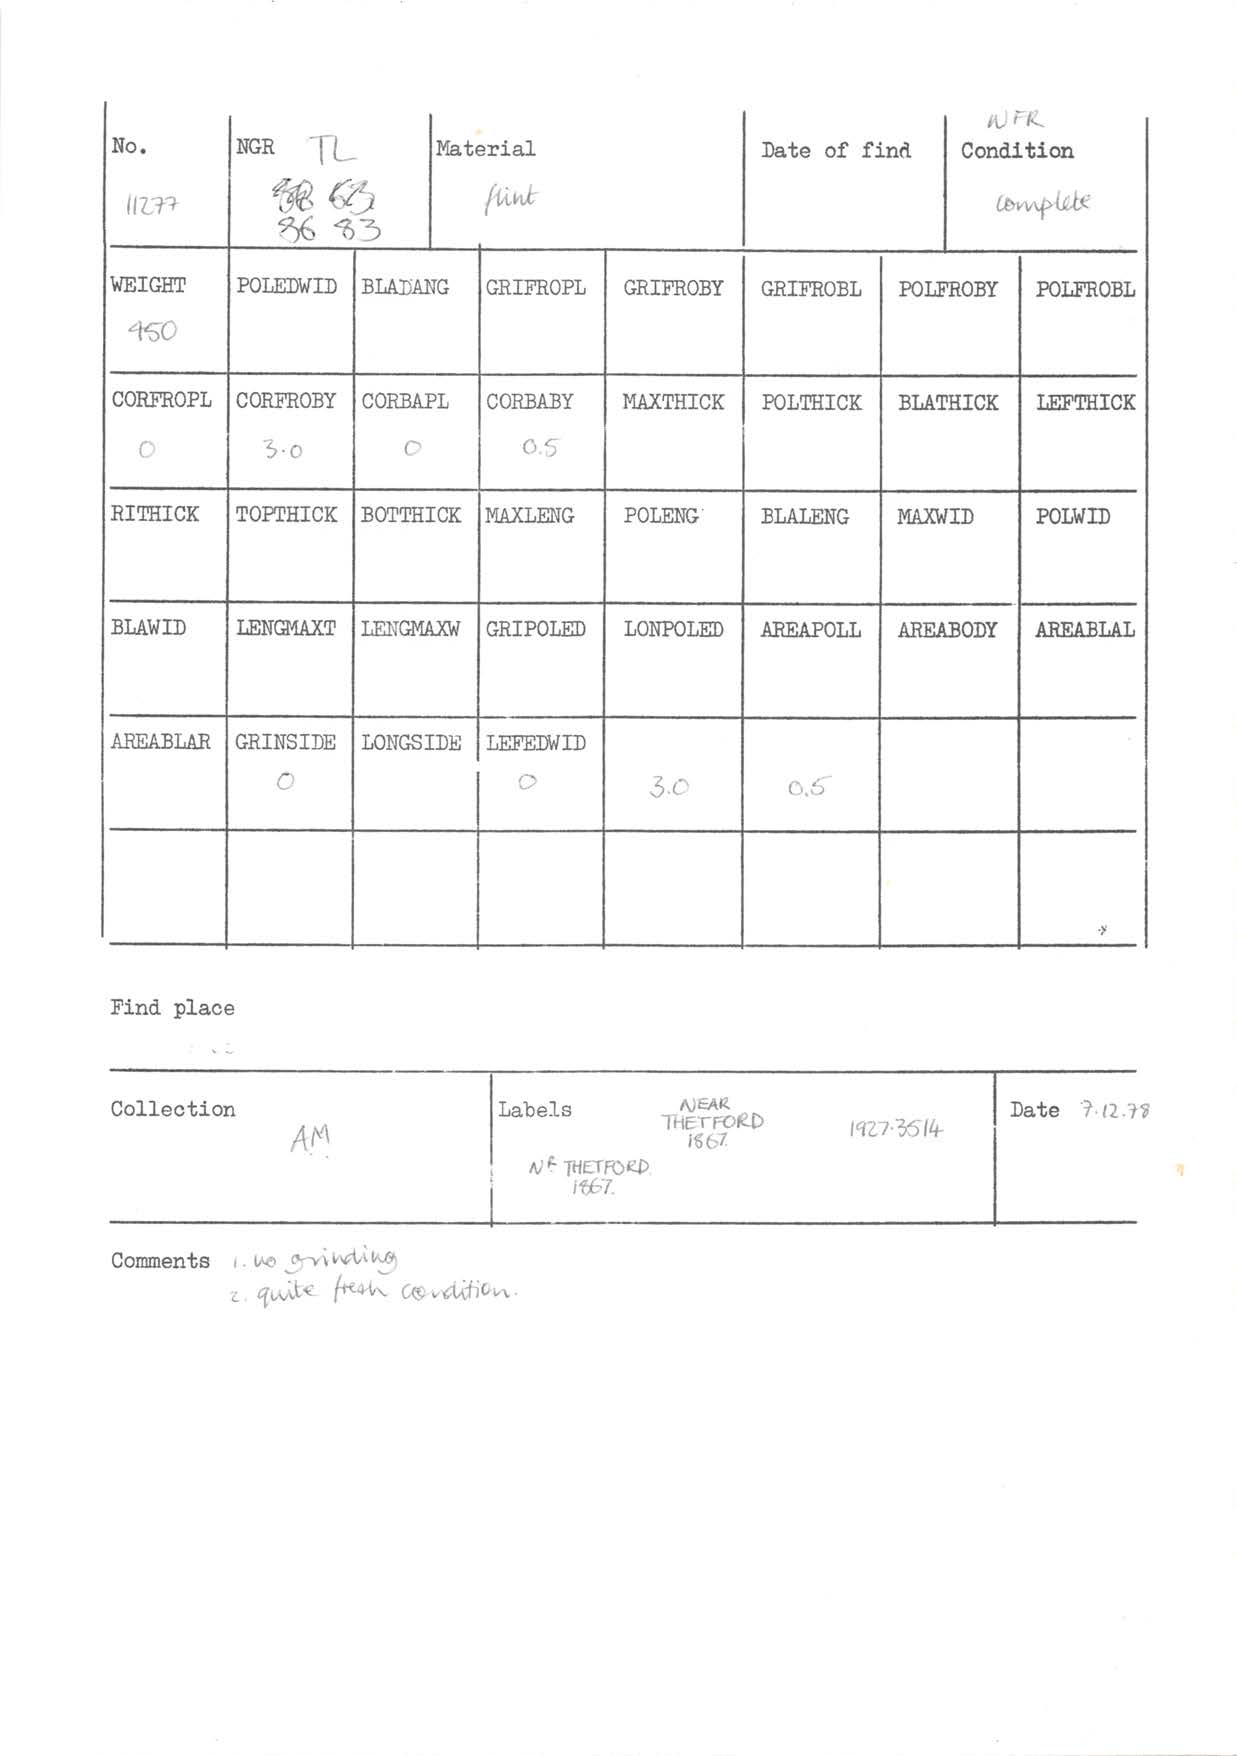 NFR
No. NGR TL Material Date of find Condition
11277 flint complete
86 83
WEIGHT POLEDWID BLADANG GRIFROPL GRIFROBY GRIFROBL POLFROBY POLFROBL
450
CORFROPL CORFROBY CORBAPL CORBABY MAXTHICK POLTHICK BLATHICK LEFTHICK
0 3.0 0 0.5
RITHICK TOPTHICK BOTTHICK MAXLENG POLENG BLALENG MAXWID POLWID
BLAWID LENGMAXT LENGMAXW GRIPOLED LONPOLED AREAPOLL AREABODY AREABLAL
AREABLAR GRINSIDE LONGSIDE LEFEDWID
0 0 3.0 0.5
Find place
Collection AM
Labels
NEAR
THETFORD
1867.
1927.3514
Nr THETFORD.
1867.
Date 7.12.78
Comments 1. no grinding
2. quite fresh condition.